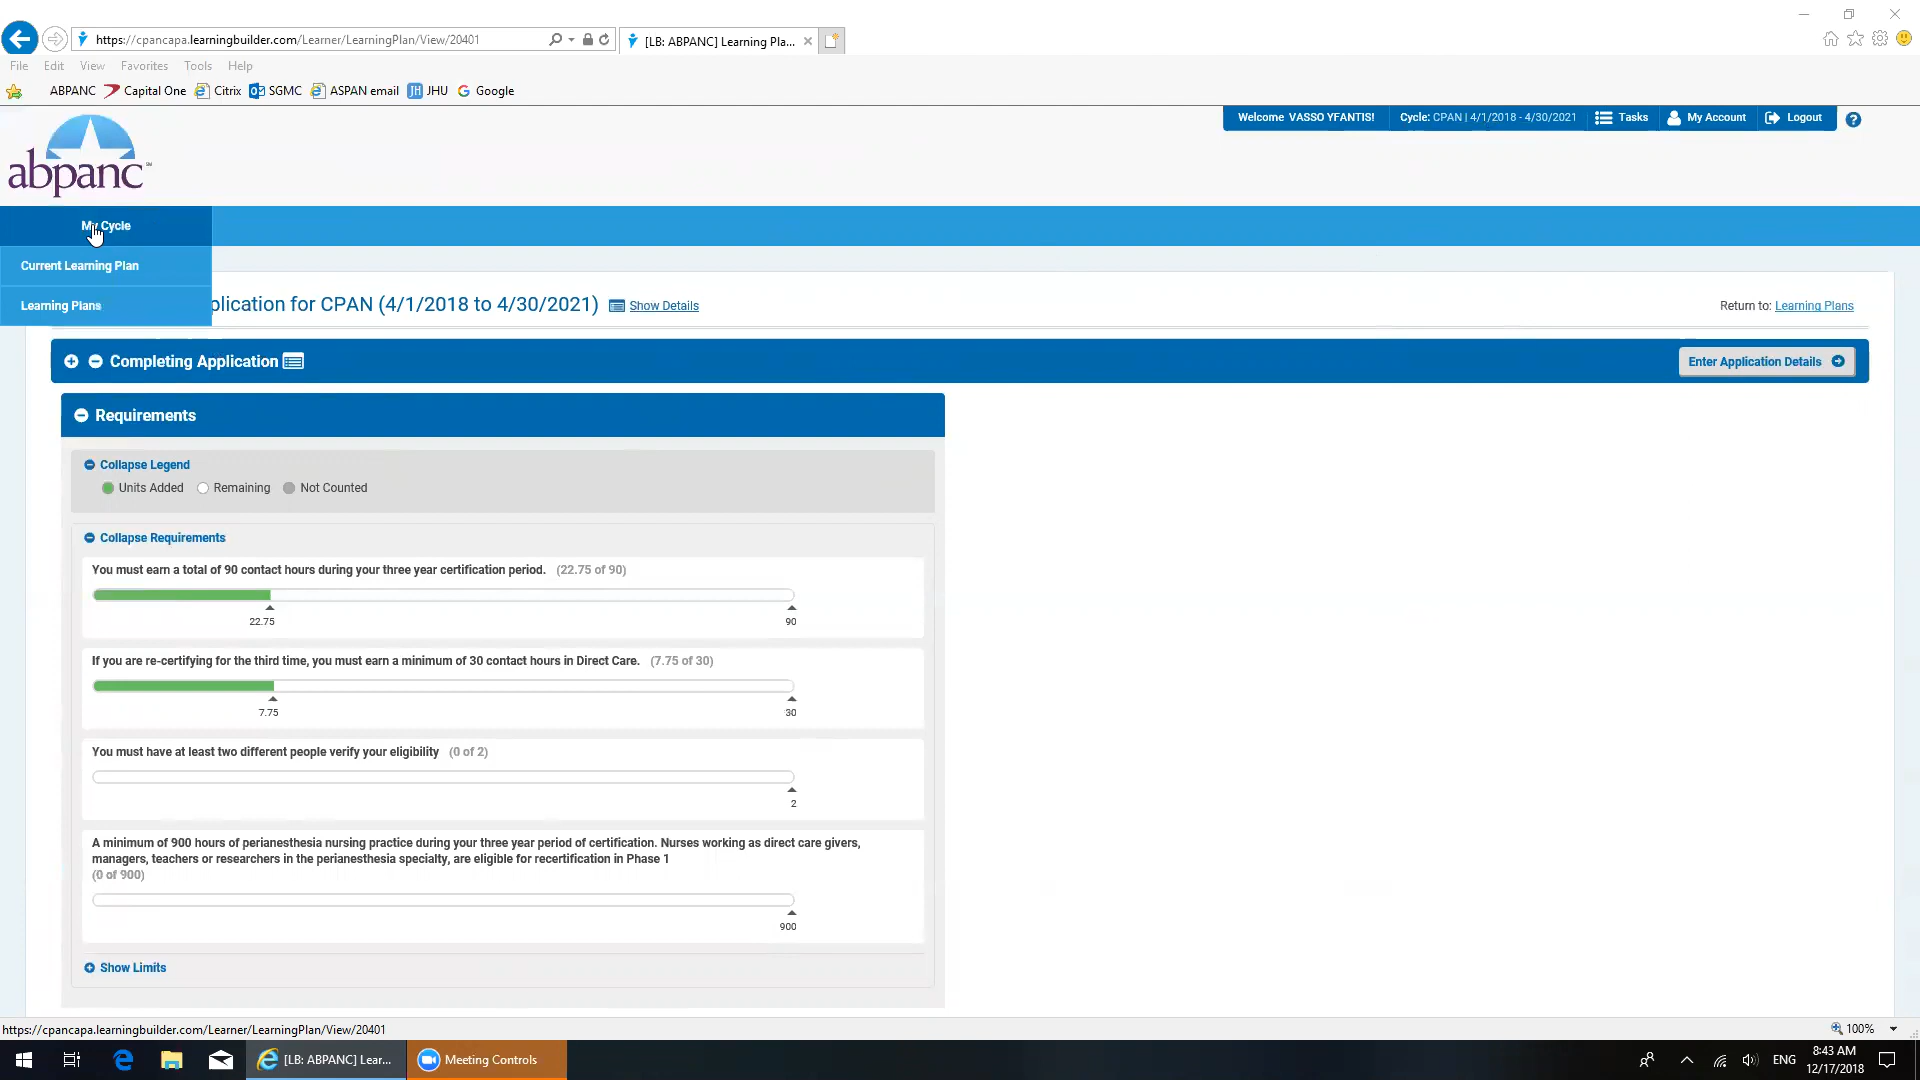 https://cpancapa.learningbuilder.com/Learner/LearningPlan/View/20401
[LB: ABPANC] Learning Pla...
File Edit View Favorites Tools Help
ABPANC Capital One Citrix SGMC ASPAN email JH JHU Google
Welcome VASSO YFANTIS! Cycle: CPAN | 4/1/2018 - 4/30/2021 Tasks My Account Logout
abpanc
My Cycle
Current Learning Plan
Learning Plans
plication for CPAN (4/1/2018 to 4/30/2021) Show Details
Return to: Learning Plans
Completing Application
Enter Application Details
Requirements
Collapse Legend
Units Added Remaining Not Counted
Collapse Requirements
You must earn a total of 90 contact hours during your three year certification period. (22.75 of 90)
22.75 90
If you are re-certifying for the third time, you must earn a minimum of 30 contact hours in Direct Care. (7.75 of 30)
7.75 30
You must have at least two different people verify your eligibility (0 of 2)
2
A minimum of 900 hours of perianesthesia nursing practice during your three year period of certification. Nurses working as direct care givers,
managers, teachers or researchers in the perianesthesia specialty, are eligible for recertification in Phase 1
(0 of 900)
900
Show Limits
https://cpancapa.learningbuilder.com/Learner/LearningPlan/View/20401
100%
[LB: ABPANC] Lear...
Meeting Controls
ENG
8:43 AM
12/17/2018